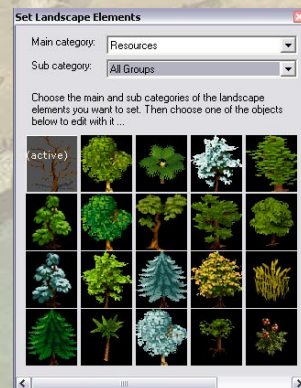 Set Landscape Elements
Main category: Resources
Sub category: All Groups
Choose the main and sub categories of the landscape
elements you want to set. Then choose one of the objects
below to edit with it ...
(active)